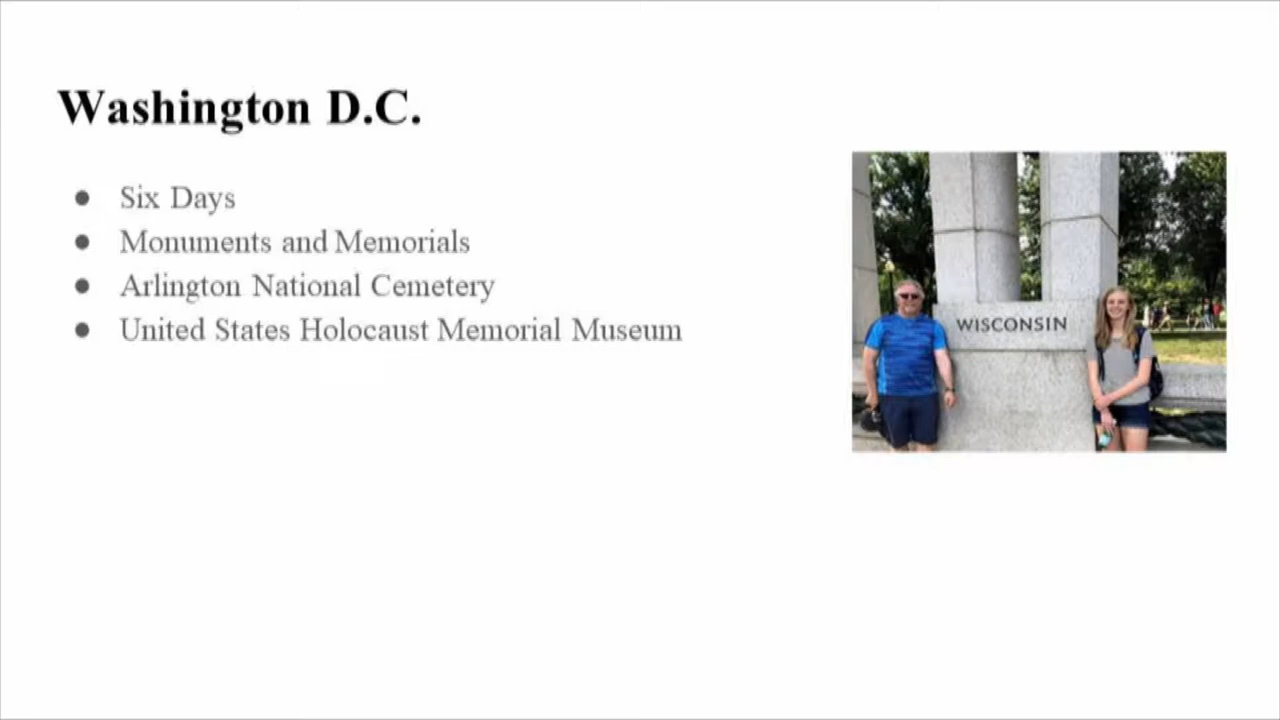 Washington D.C.
● Six Days
● Monuments and Memorials
● Arlington National Cemetery
● United States Holocaust Memorial Museum
WISCONSIN